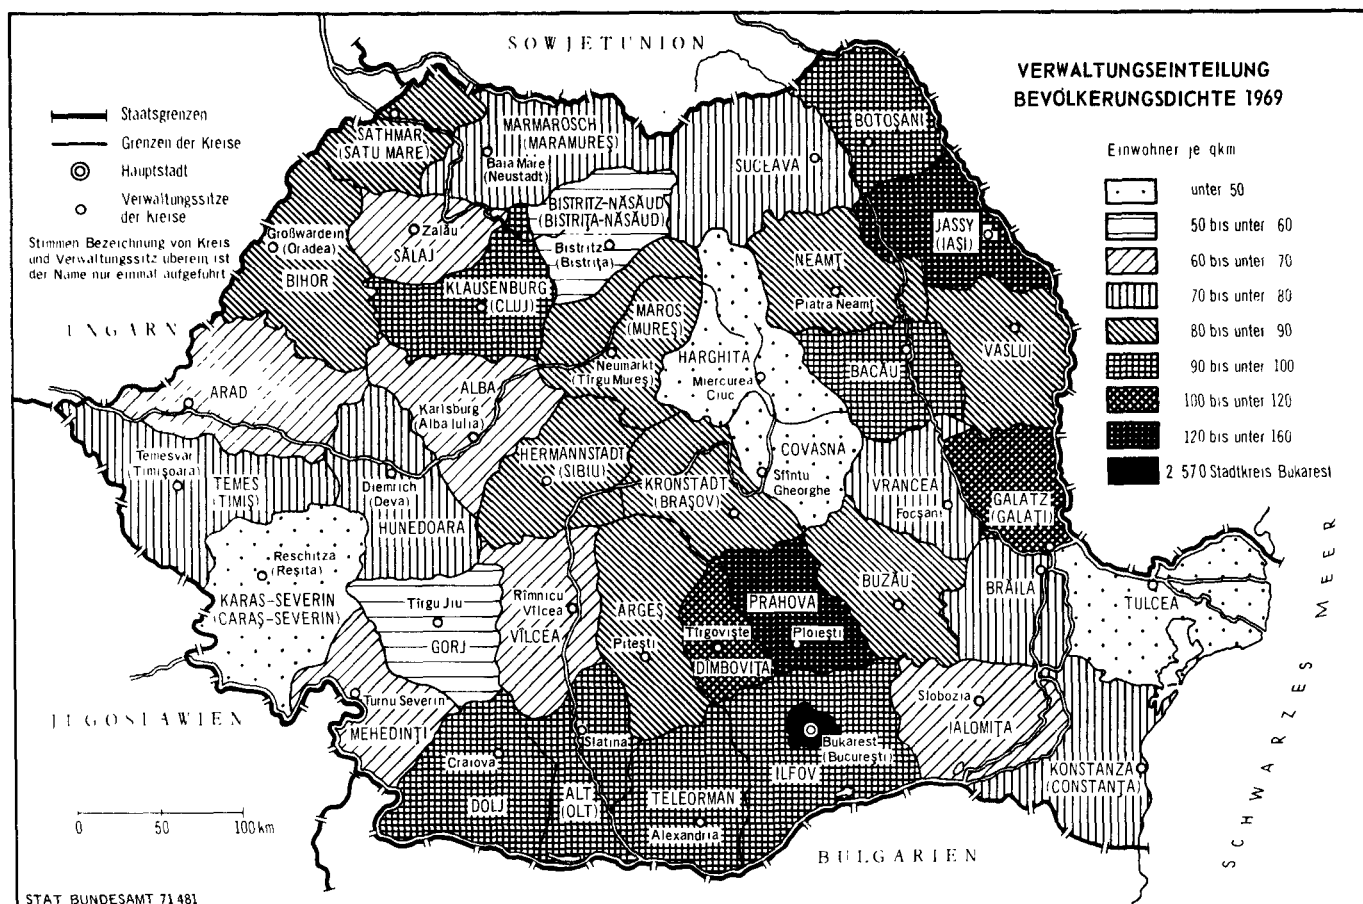 SOWJETUNION
VERWALTUNGSEINTEILUNG
BEVÖLKERUNGSDICHTE 1969
Staatsgrenzen
Grenzen der Kreise
Hauptstadt
Verwaltungssitze
der Kreise
Stimmen Bezeichnung von Kreis
und Verwaltungssitz überein, ist
der Name nur einmal aufgeführt
Einwohner je qkm
unter 50
50 bis unter 60
60 bis unter 70
70 bis unter 80
80 bis unter 90
90 bis unter 100
100 bis unter 120
120 bis unter 160
2 570 Stadtkreis Bukarest
SATHMAR
(SATU MARE)
MARMAROSCH
(MARAMUREŞ)
Baia Mare
(Neustadt)
SUCEAVA
BOTOŞANI
JASSY
(IAŞI)
Großwardein
(Oradea)
BIHOR
Zalău
SĂLAJ
BISTRITZ-NĂSĂUD
(BISTRIŢA-NĂSĂUD)
Bistritz
(Bistriţa)
KLAUSENBURG
(CLUJ)
NEAMŢ
Piatra Neamţ
MAROS
(MUREŞ)
Neumarkt
(Tîrgu Mureş)
HARGHITA
Miercurea
Ciuc
BACĂU
VASLUI
UNGARN
ARAD
ALBA
Karlsburg
(Alba Iulia)
Temesvar
(Timişoara)
TEMES
(TIMIŞ)
Diemrich
(Deva)
HUNEDOARA
HERMANNSTADT
(SIBIU)
KRONSTADT
(BRAŞOV)
COVASNA
Sfîntu
Gheorghe
VRANCEA
Focşani
GALATZ
(GALAŢI)
Reschitza
(Reşiţa)
KARAS-SEVERIN
(CARAŞ-SEVERIN)
Tîrgu Jiu
GORJ
Rîmnicu
Vîlcea
VÎLCEA
ARGEŞ
Piteşti
PRAHOVA
Ploieşti
Tîrgovişte
DÎMBOVIŢA
BUZĂU
BRĂILA
TULCEA
SCHWARZES MEER
JUGOSLAWIEN
Turnu Severin
MEHEDINŢI
Craiova
DOLJ
Slatina
ALT
(OLT)
TELEORMAN
Alexandria
Bukarest
(Bucureşti)
ILFOV
Slobozia
IALOMIŢA
KONSTANZA
(CONSTANŢA)
BULGARIEN
0 50 100 km
STAT BUNDESAMT 71 481